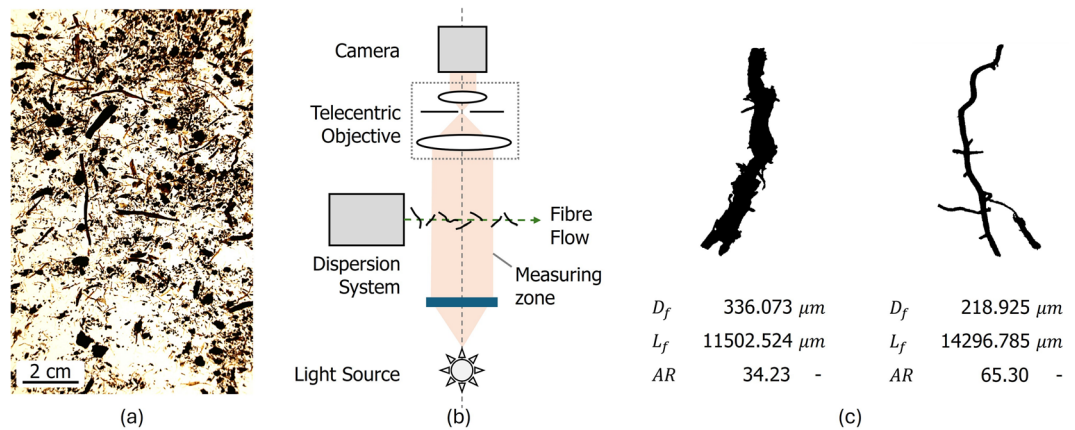 2 cm
(a)
Camera
Telecentric
Objective
Dispersion
System
Fibre
Flow
Measuring
zone
Light Source
(b)
D_f 336.073 μm
L_f 11502.524 μm
AR 34.23 -
D_f 218.925 μm
L_f 14296.785 μm
AR 65.30 -
(c)